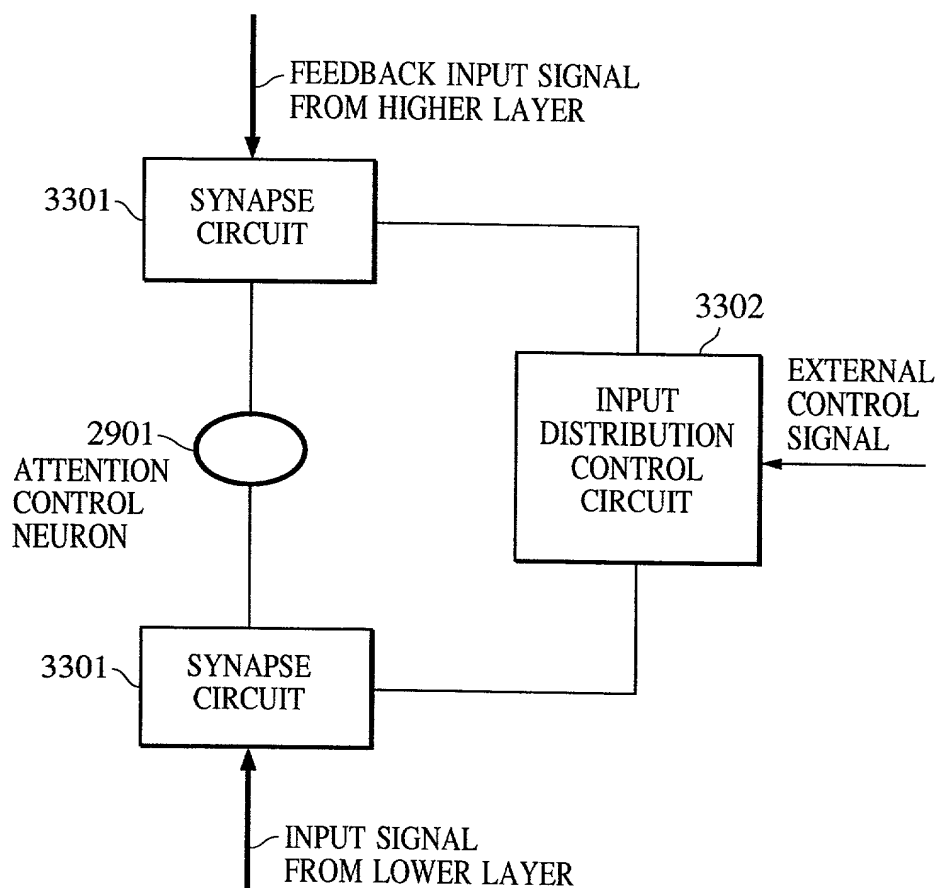 FEEDBACK INPUT SIGNAL
FROM HIGHER LAYER
3301
SYNAPSE
CIRCUIT
3302
INPUT
DISTRIBUTION
CONTROL
CIRCUIT
EXTERNAL
CONTROL
SIGNAL
2901
ATTENTION
CONTROL
NEURON
3301
SYNAPSE
CIRCUIT
INPUT SIGNAL
FROM LOWER LAYER